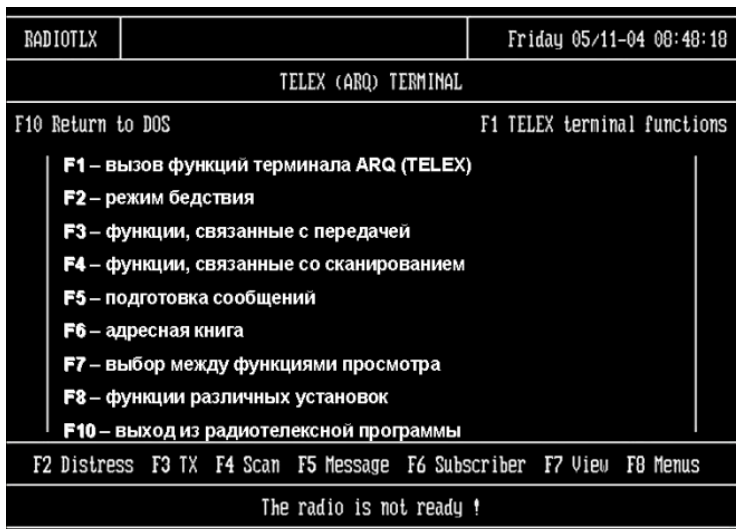 RADIOTLX Friday 05/11-04 08:48:18
TELEX (ARQ) TERMINAL
F10 Return to DOS F1 TELEX terminal functions
F1 – вызов функций терминала ARQ (TELEX)
F2 – режим бедствия
F3 – функции, связанные с передачей
F4 – функции, связанные со сканированием
F5 – подготовка сообщений
F6 – адресная книга
F7 – выбор между функциями просмотра
F8 – функции различных установок
F10 – выход из радиотелексной программы
F2 Distress F3 TX F4 Scan F5 Message F6 Subscriber F7 View F8 Menus
The radio is not ready !